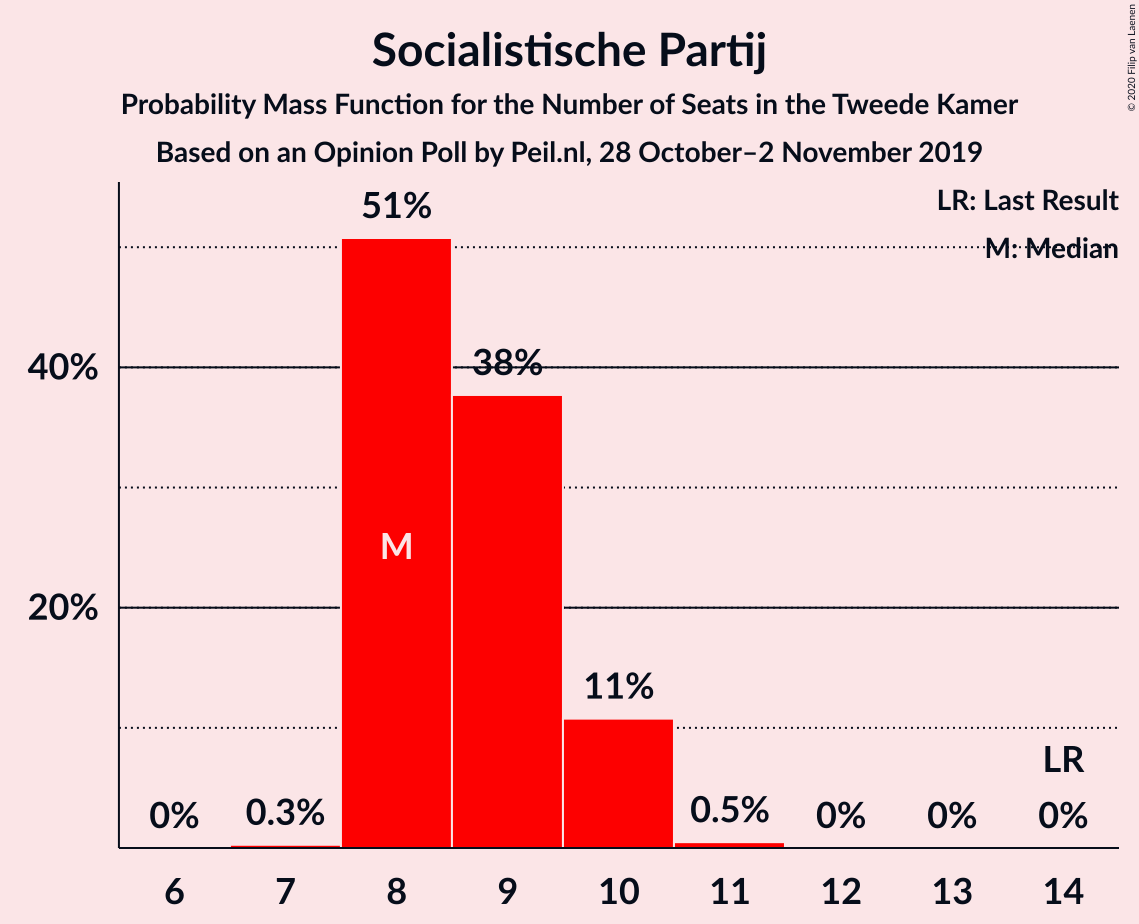 Socialistische Partij
Probability Mass Function for the Number of Seats in the Tweede Kamer
Based on an Opinion Poll by Peil.nl, 28 October–2 November 2019
© 2020 Filip van Laenen
LR: Last Result
M: Median
51%
38%
40%
M
20%
11%
LR
0%
0.3%
0.5%
0%
0%
0%
6
7
8
9
10
11
12
13
14